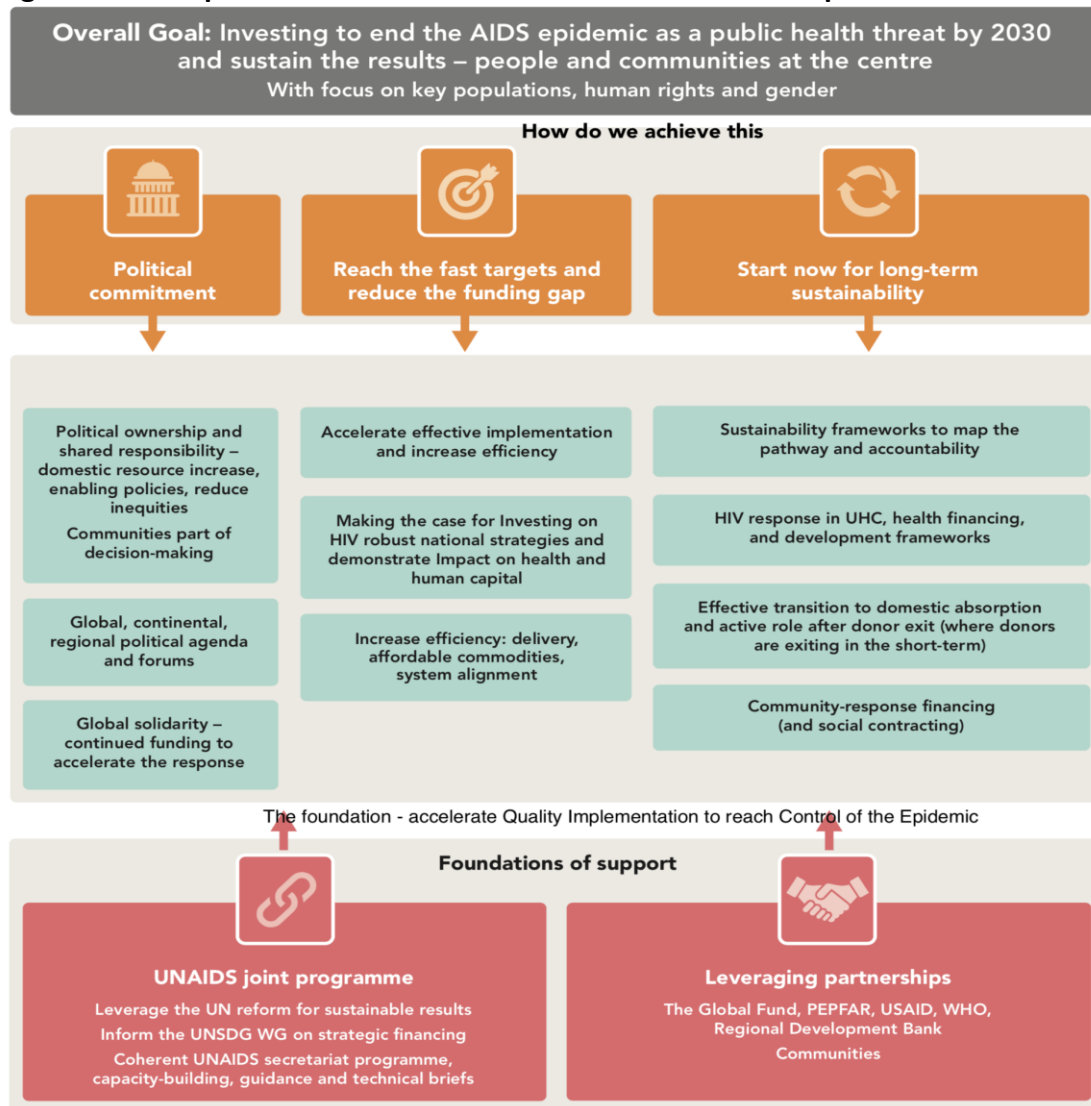 Overall Goal: Investing to end the AIDS epidemic as a public health threat by 2030
and sustain the results – people and communities at the centre
With focus on key populations, human rights and gender
How do we achieve this
Political
commitment
Reach the fast targets and
reduce the funding gap
Start now for long-term
sustainability
Political ownership and
shared responsibility –
domestic resource increase,
enabling policies, reduce
inequities
Communities part of
decision-making
Global, continental,
regional political agenda
and forums
Global solidarity –
continued funding to
accelerate the response
Accelerate effective implementation
and increase efficiency
Making the case for Investing on
HIV robust national strategies and
demonstrate Impact on health and
human capital
Increase efficiency: delivery,
affordable commodities,
system alignment
Sustainability frameworks to map the
pathway and accountability
HIV response in UHC, health financing,
and development frameworks
Effective transition to domestic absorption
and active role after donor exit (where donors
are exiting in the short-term)
Community-response financing
(and social contracting)
The foundation - accelerate Quality Implementation to reach Control of the Epidemic
Foundations of support
UNAIDS joint programme
Leverage the UN reform for sustainable results
Inform the UNSDG WG on strategic financing
Coherent UNAIDS secretariat programme,
capacity-building, guidance and technical briefs
Leveraging partnerships
The Global Fund, PEPFAR, USAID, WHO,
Regional Development Bank
Communities